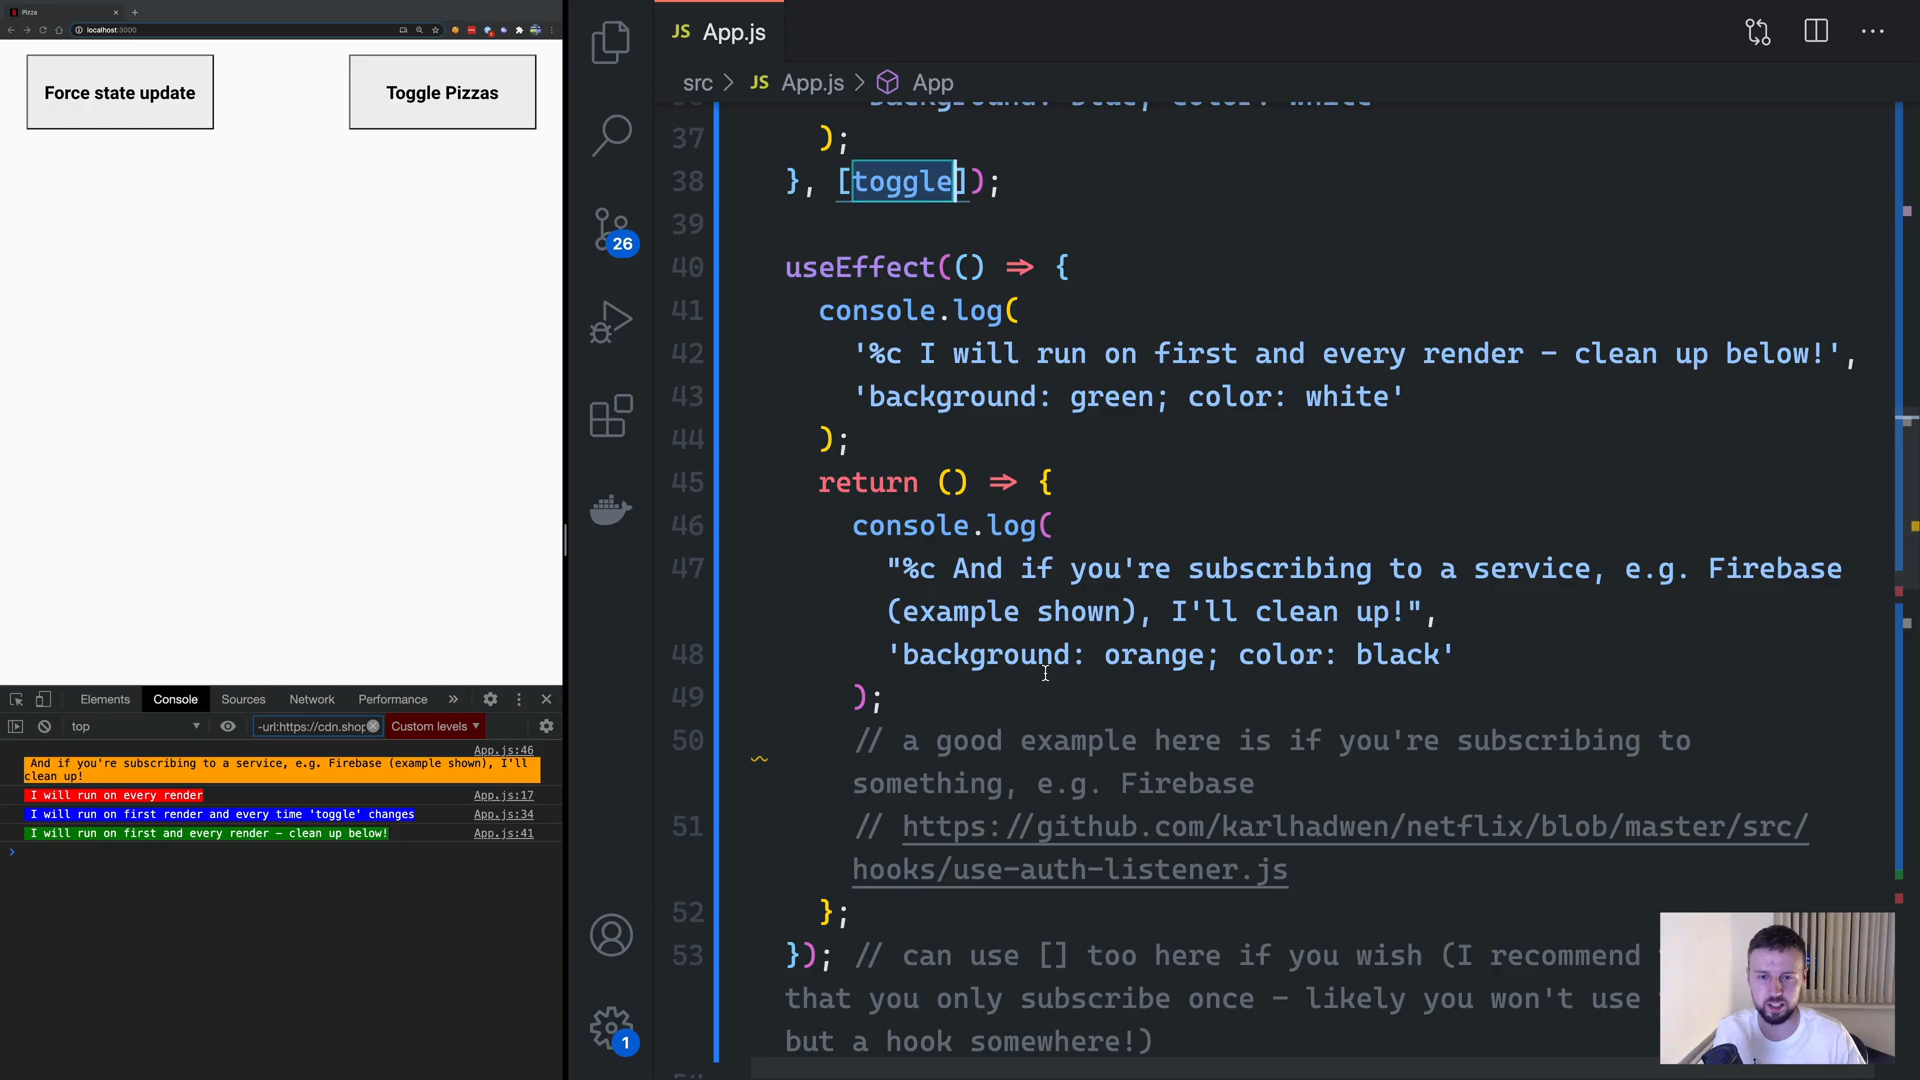 Pizza
localhost:3000
Force state update
Toggle Pizzas
Elements Console Sources Network Performance »
top
-url:https://cdn.shop
Custom levels
App.js:46
And if you're subscribing to a service, e.g. Firebase (example shown), I'll
clean up!
I will run on every render App.js:17
I will run on first render and every time 'toggle' changes App.js:34
I will run on first and every render – clean up below! App.js:41
26
1
JS App.js
src > JS App.js > App
37 );
38 }, [toggle]);
39
40 useEffect(() => {
41 console.log(
42 '%c I will run on first and every render – clean up below!',
43 'background: green; color: white'
44 );
45 return () => {
46 console.log(
47 "%c And if you're subscribing to a service, e.g. Firebase
(example shown), I'll clean up!",
48 'background: orange; color: black'
49 );
50 // a good example here is if you're subscribing to
something, e.g. Firebase
51 // https://github.com/karlhadwen/netflix/blob/master/src/
hooks/use-auth-listener.js
52 };
53 }); // can use [] too here if you wish (I recommend
that you only subscribe once – likely you won't use
but a hook somewhere!)